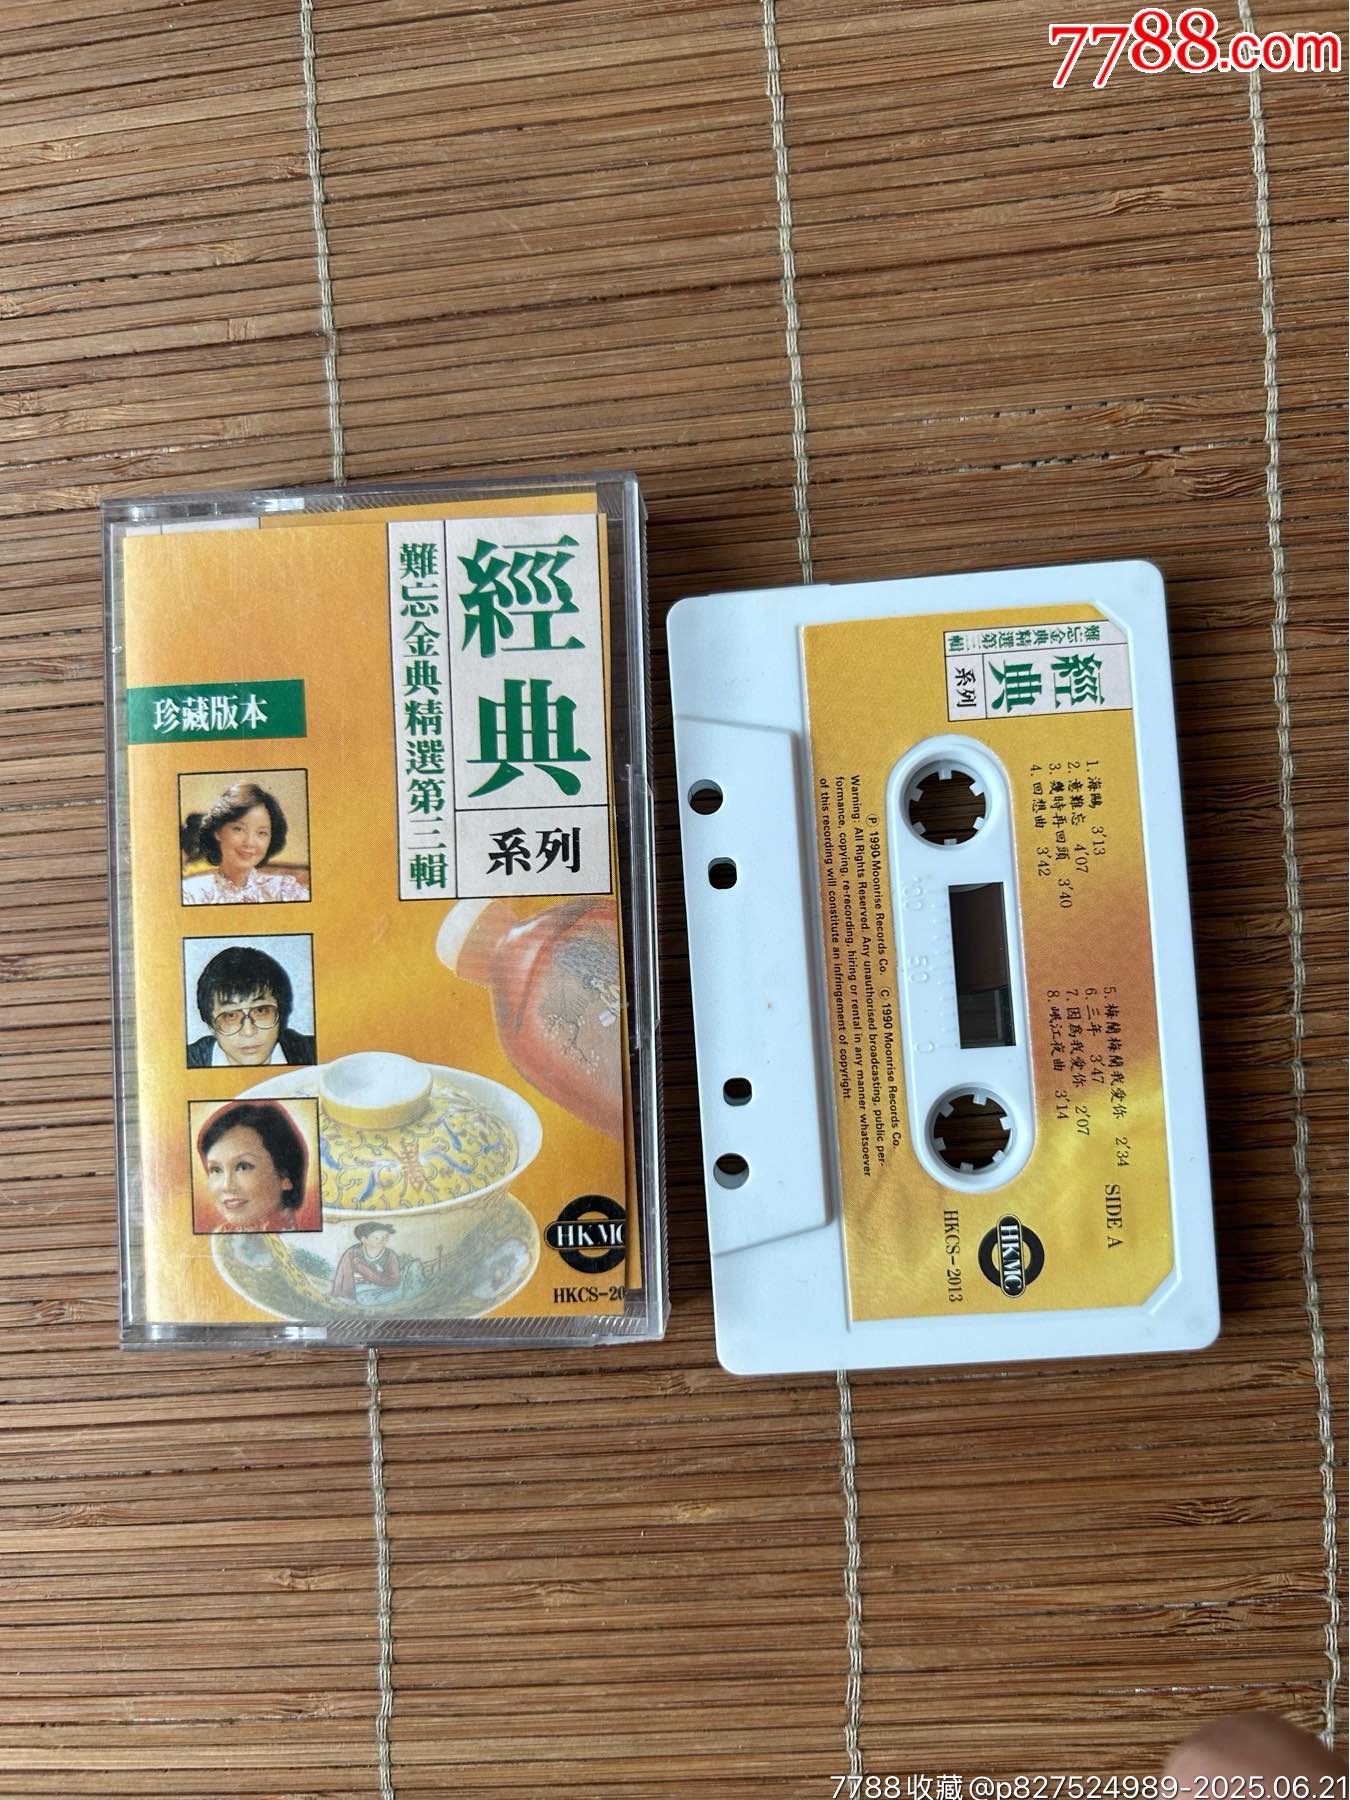 7788.com
經典
系列
難忘金典精選第三輯
珍藏版本
HKMC
HKCS-20
經典
系列
難忘金典精選第三輯
1. 海鷗 3'13
2. 意難忘 4'07
3. 幾時再回頭 3'40
4. 回想曲 3'42
5. 梅蘭梅蘭我愛你 2'34
6. 三年 3'47
7. 因為我愛你 2'07
8. 岷江夜曲 3'14
SIDE A
HKMC
HKCS-2013
100 50 0
Ⓟ 1990 Moonrise Records Co. Ⓒ 1990 Moonrise Records Co.
Warning: All Rights Reserved. Any unauthorised broadcasting, public per-
formance, copying, re-recording, hiring or rental in any manner whatsoever
of this recording will constitute an infringement of copyright.
7788收藏@p827524989-2025.06.21